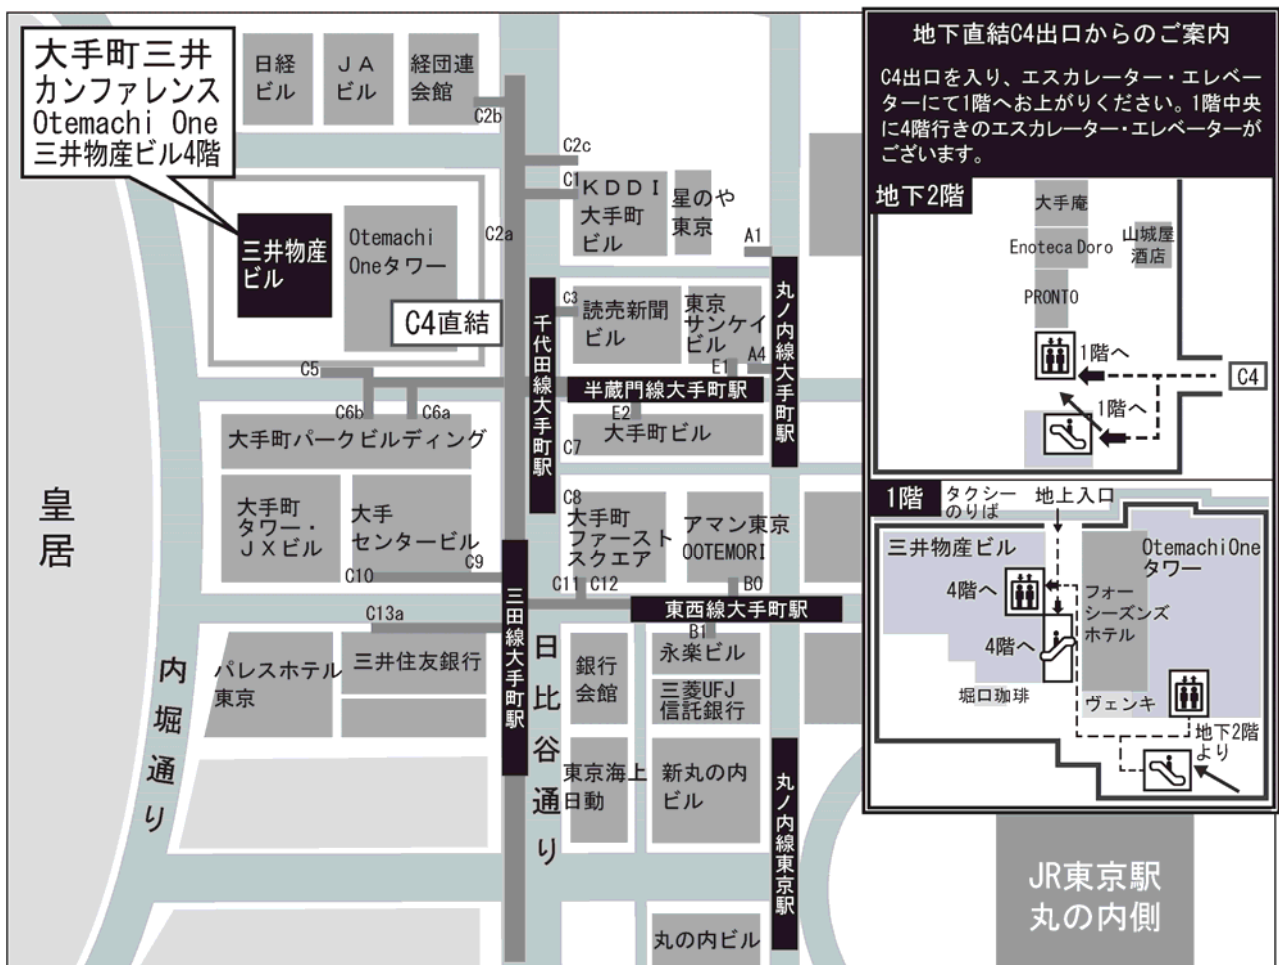 大手町三井
カンファレンス
Otemachi One
三井物産ビル4階
日経
ビル
ＪＡ
ビル
経団連
会館
C2b
C2c
C1
ＫＤＤＩ
大手町
ビル
星のや
東京
A1
C2a
三井物産
ビル
Otemachi
Oneタワー
C4直結
C3
読売新聞
ビル
東京
サンケイ
ビル
A4
E1
千代田線大手町駅
丸ノ内線大手町駅
半蔵門線大手町駅
C5
C6b
C6a
E2
大手町パークビルディング
C7
大手町ビル
皇居
大手町
タワー・
ＪＸビル
大手
センタービル
C8
大手町
ファースト
スクエア
アマン東京
OOTEMORI
C9
C10
C11
C12
B0
三田線大手町駅
東西線大手町駅
C13a
B1
パレスホテル
東京
三井住友銀行
銀行
会館
永楽ビル
三菱UFJ
信託銀行
内堀通り
日比谷通り
東京海上
日動
新丸の内
ビル
丸ノ内線東京駅
丸の内ビル
JR東京駅
丸の内側
地下直結C4出口からのご案内
C4出口を入り、エスカレーター・エレベー
ターにて1階へお上がりください。1階中央
に4階行きのエスカレーター・エレベーターが
ございます。
地下2階
大手庵
Enoteca Doro
山城屋
酒店
PRONTO
1階へ
C4
1階へ
1階
タクシー
のりば
地上入口
三井物産ビル
OtemachiOne
タワー
4階へ
フォー
シーズンズ
ホテル
4階へ
堀口珈琲
ヴェンキ
地下2階
より